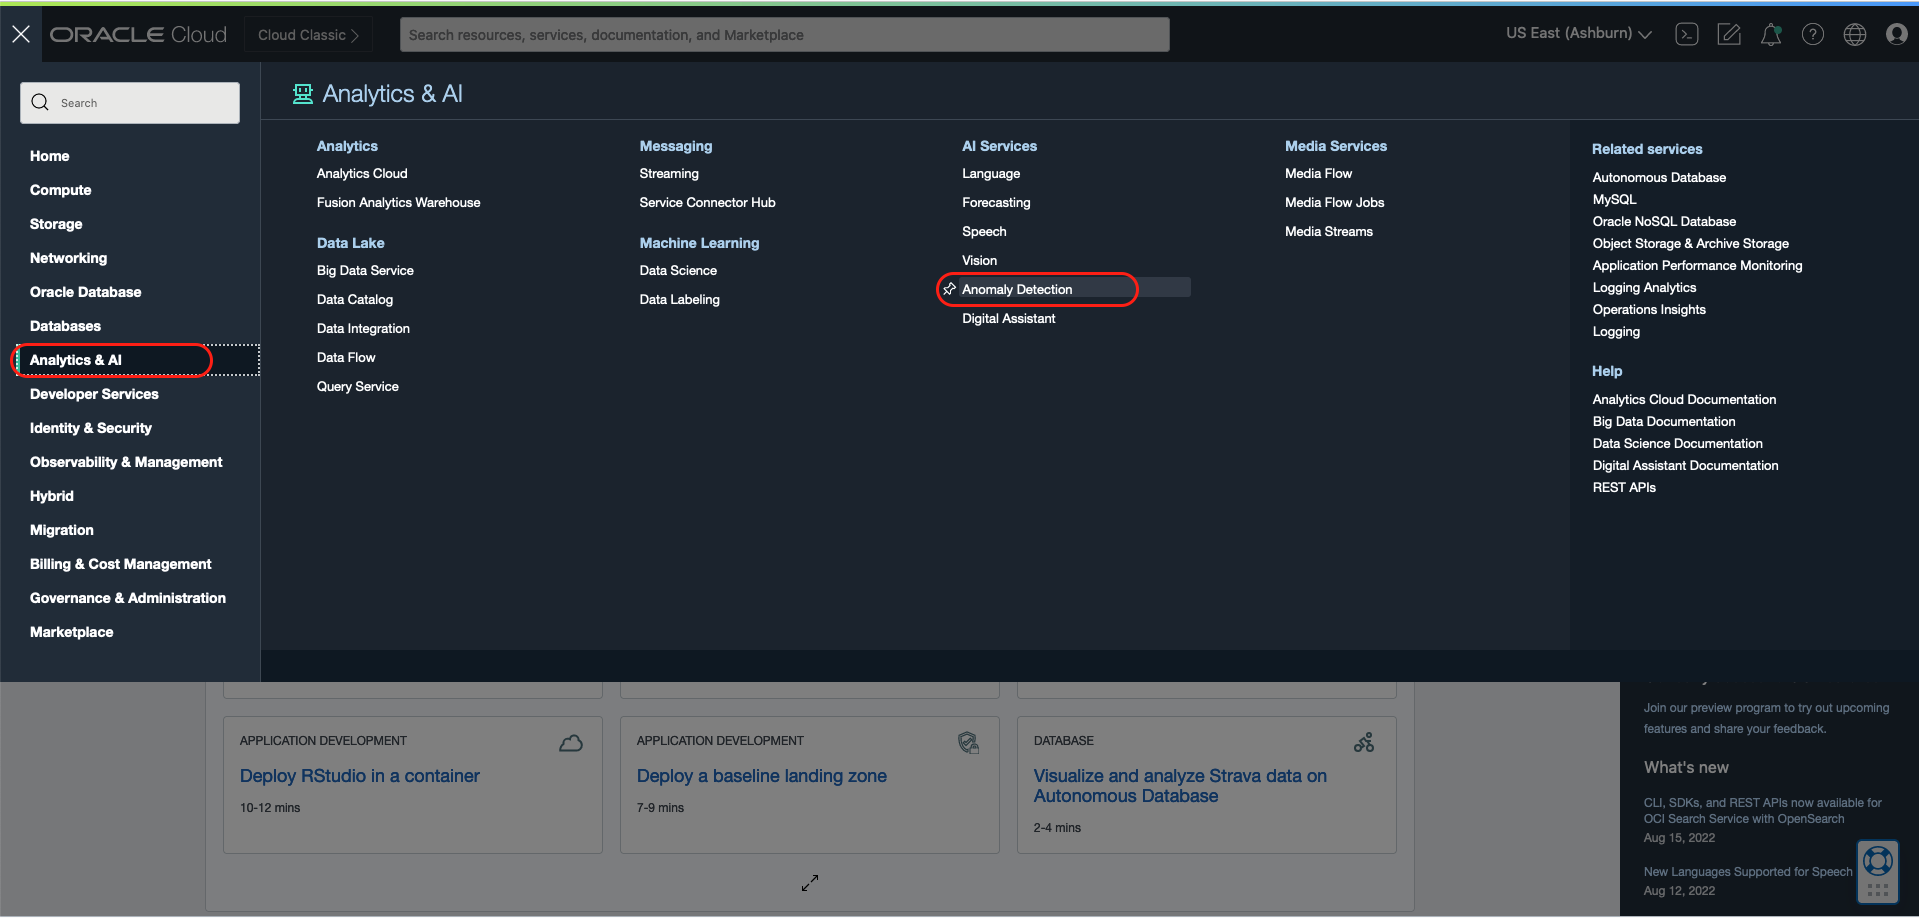 ORACLE Cloud
Cloud Classic
Search resources, services, documentation, and Marketplace
US East (Ashburn)
Search
Home
Compute
Storage
Networking
Oracle Database
Databases
Analytics & AI
Developer Services
Identity & Security
Observability & Management
Hybrid
Migration
Billing & Cost Management
Governance & Administration
Marketplace
Analytics & AI
Analytics
Analytics Cloud
Fusion Analytics Warehouse
Data Lake
Big Data Service
Data Catalog
Data Integration
Data Flow
Query Service
Messaging
Streaming
Service Connector Hub
Machine Learning
Data Science
Data Labeling
AI Services
Language
Forecasting
Speech
Vision
Anomaly Detection
Digital Assistant
Media Services
Media Flow
Media Flow Jobs
Media Streams
Related services
Autonomous Database
MySQL
Oracle NoSQL Database
Object Storage & Archive Storage
Application Performance Monitoring
Logging Analytics
Operations Insights
Logging
Help
Analytics Cloud Documentation
Big Data Documentation
Data Science Documentation
Digital Assistant Documentation
REST APIs
APPLICATION DEVELOPMENT
Deploy RStudio in a container
10-12 mins
APPLICATION DEVELOPMENT
Deploy a baseline landing zone
7-9 mins
DATABASE
Visualize and analyze Strava data on
Autonomous Database
2-4 mins
Join our preview program to try out upcoming
features and share your feedback.
What's new
CLI, SDKs, and REST APIs now available for
OCI Search Service with OpenSearch
Aug 15, 2022
New Languages Supported for Speech
Aug 12, 2022